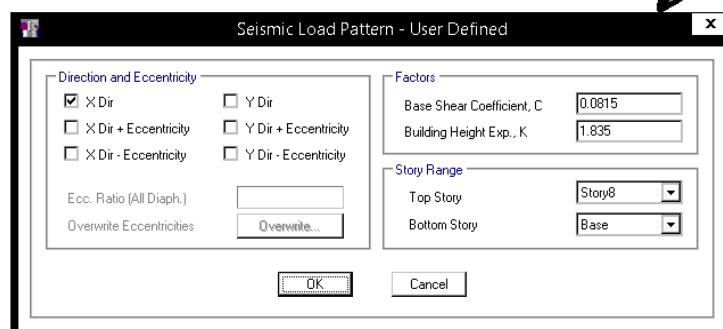 Seismic Load Pattern - User Defined
x
Direction and Eccentricity
X Dir
Y Dir
X Dir + Eccentricity
Y Dir + Eccentricity
X Dir - Eccentricity
Y Dir - Eccentricity
Ecc. Ratio (All Diaph.)
Overwrite Eccentricities
Overwrite...
Factors
Base Shear Coefficient, C
0.0815
Building Height Exp., K
1.835
Story Range
Top Story
Story8
Bottom Story
Base
OK
Cancel